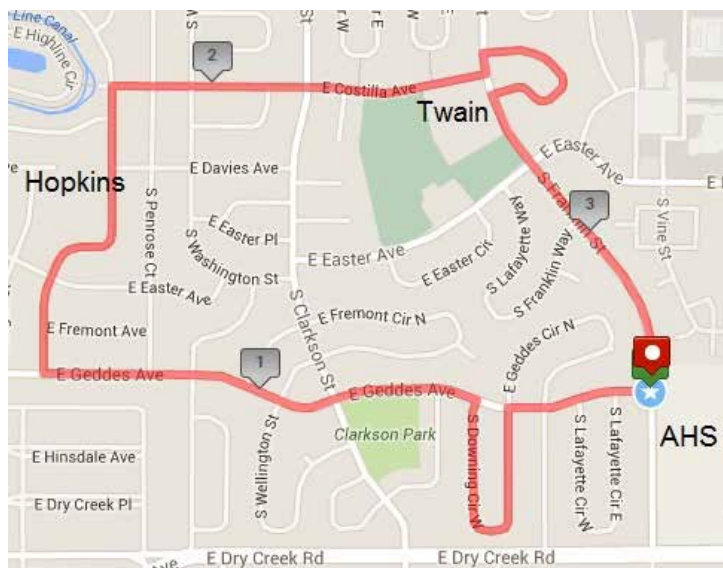 Line Canal
E Highline Cir
W S
2
S Clarkson St
E Costilla Ave
Twain
E Davies Ave
Hopkins
S Penrose Ct
E Easter Pl
S Washington St
E Easter Ave
E Easter Ave
E Easter Cir
S Lafayette Way
S Franklin Way
E Easter Ave
S Franklin St
3
S Vine St
E D
E Fremont Ave
E Fremont Cir N
S Clarkson St
E Geddes Cir N
E Geddes Ave
1
E Geddes Ave
Clarkson Park
S Wellington St
S Downing Cir W
S Lafayette Cir W
S Lafayette Cir E
AHS
E Hinsdale Ave
E Dry Creek Pl
E Dry Creek Rd
E Dry Creek Rd